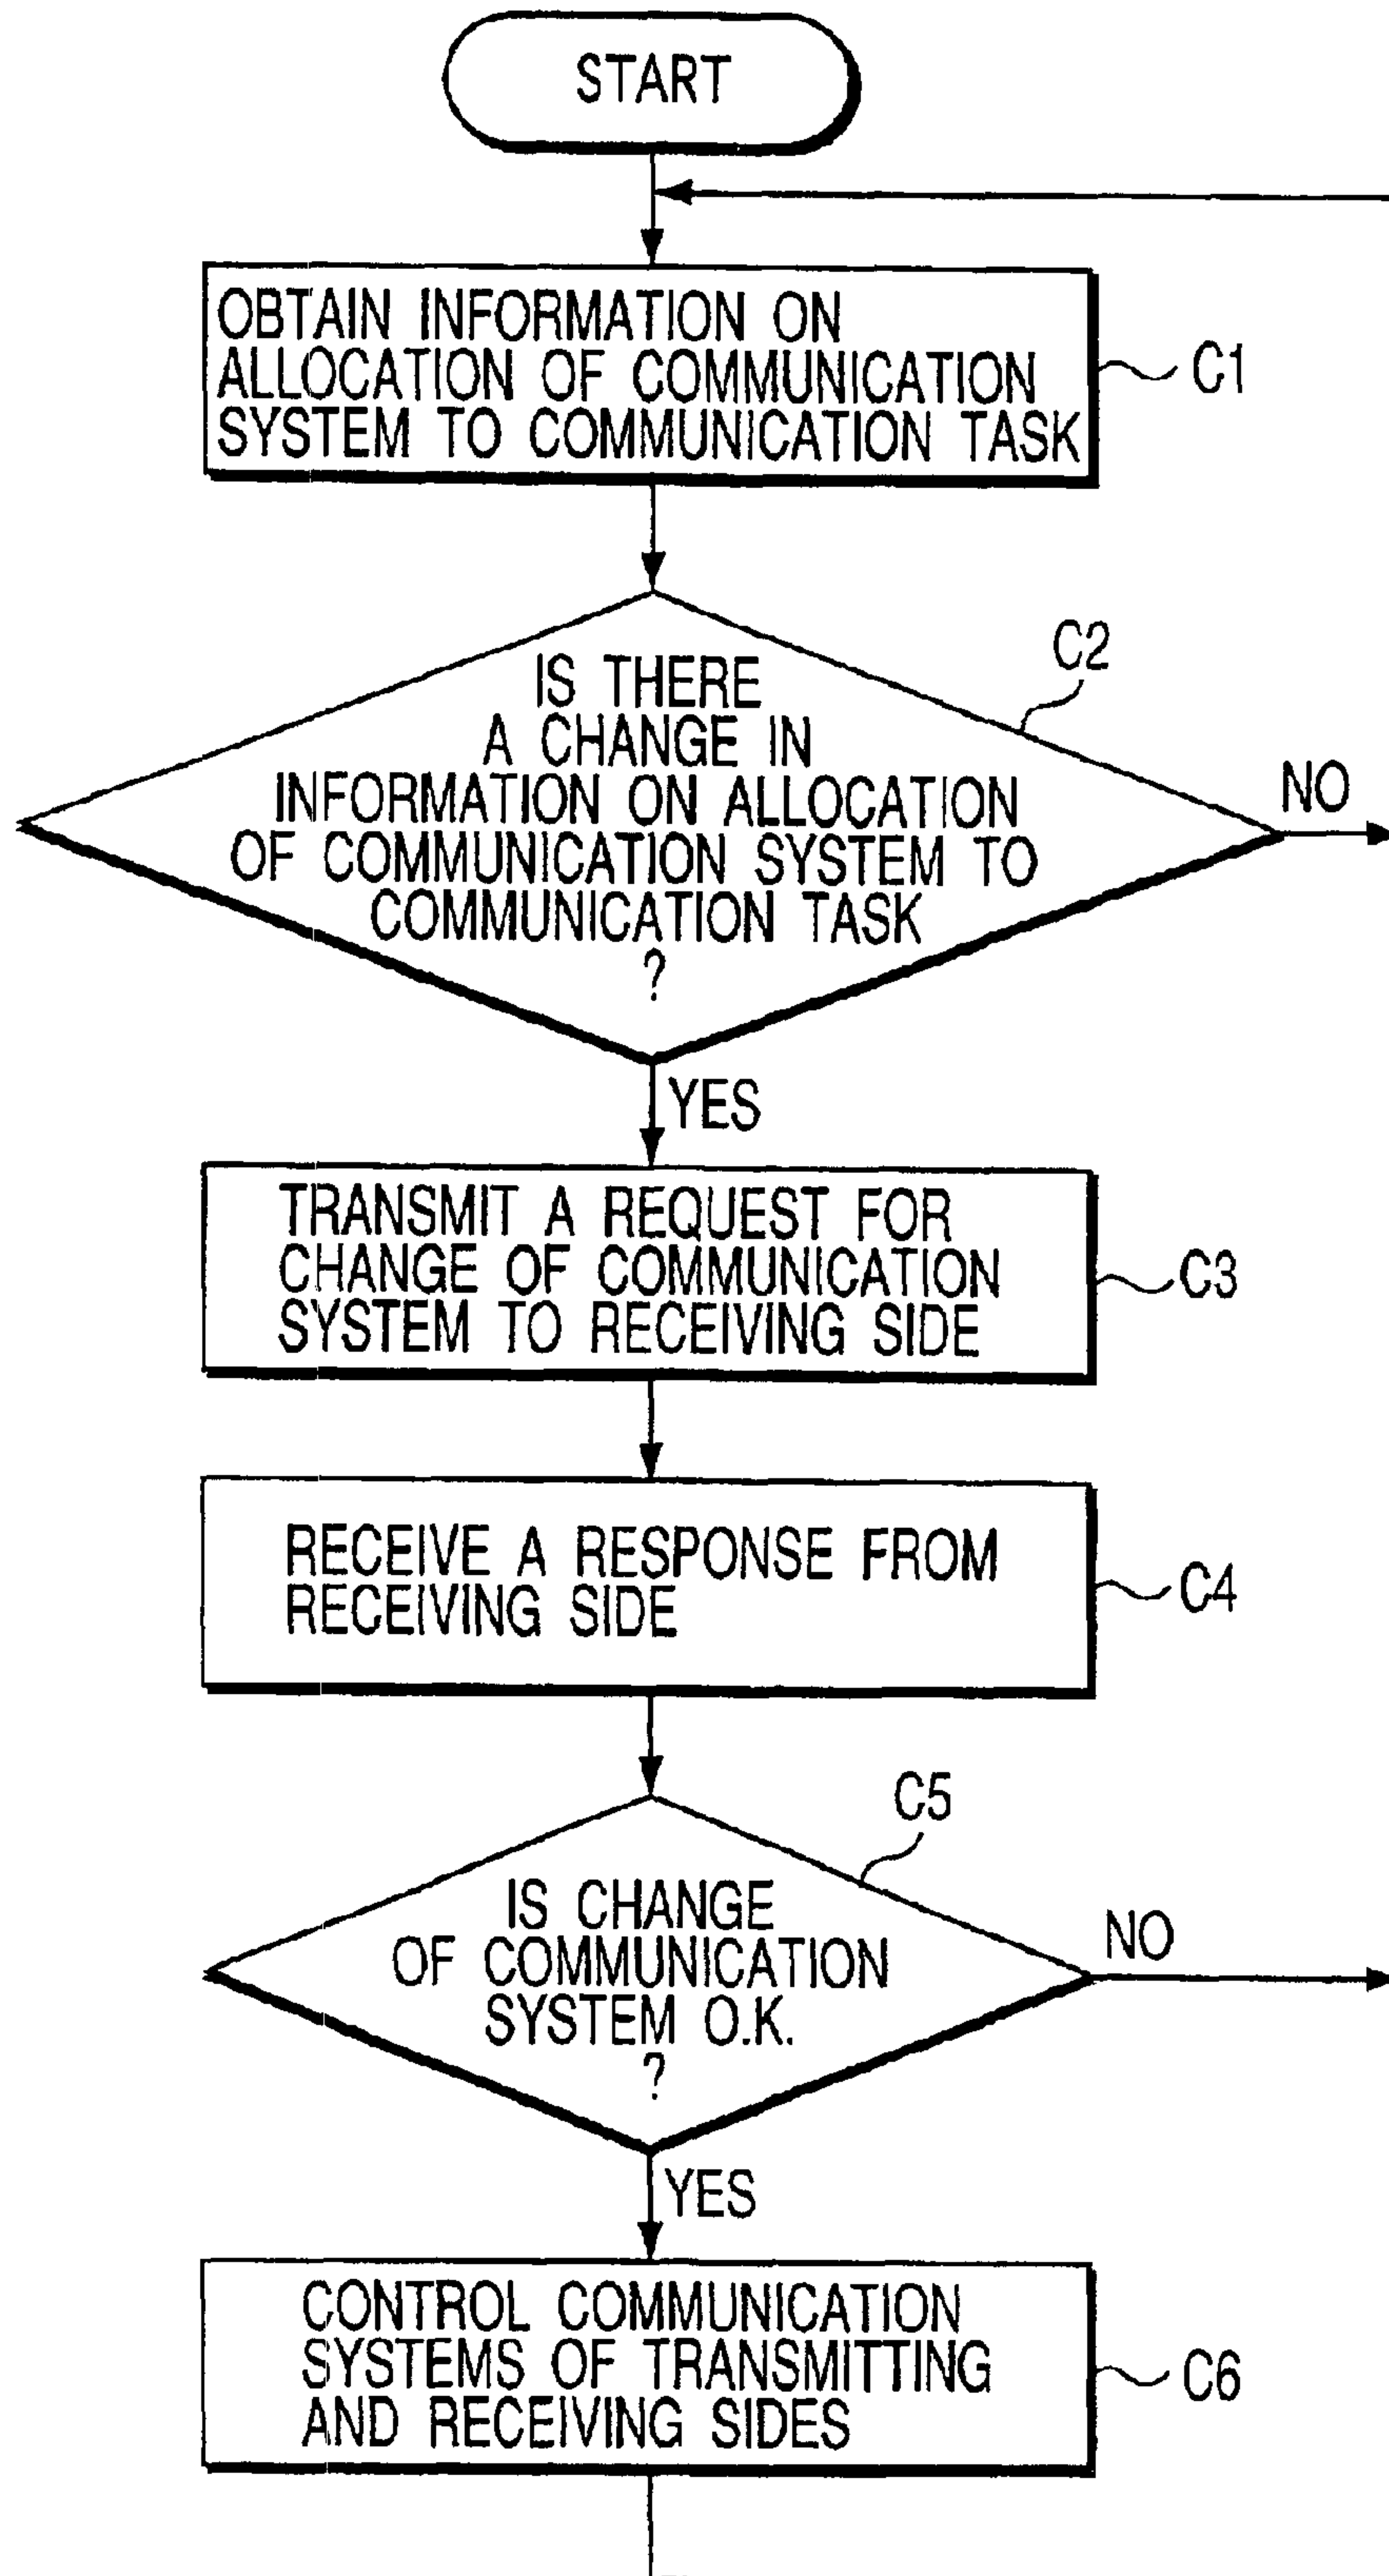 START
OBTAIN INFORMATION ON
ALLOCATION OF COMMUNICATION
SYSTEM TO COMMUNICATION TASK
C1
C2
IS THERE
A CHANGE IN
INFORMATION ON ALLOCATION
OF COMMUNICATION SYSTEM TO
COMMUNICATION TASK
?
NO
YES
TRANSMIT A REQUEST FOR
CHANGE OF COMMUNICATION
SYSTEM TO RECEIVING SIDE
C3
RECEIVE A RESPONSE FROM
RECEIVING SIDE
C4
C5
IS CHANGE
OF COMMUNICATION
SYSTEM O.K.
?
NO
YES
CONTROL COMMUNICATION
SYSTEMS OF TRANSMITTING
AND RECEIVING SIDES
C6